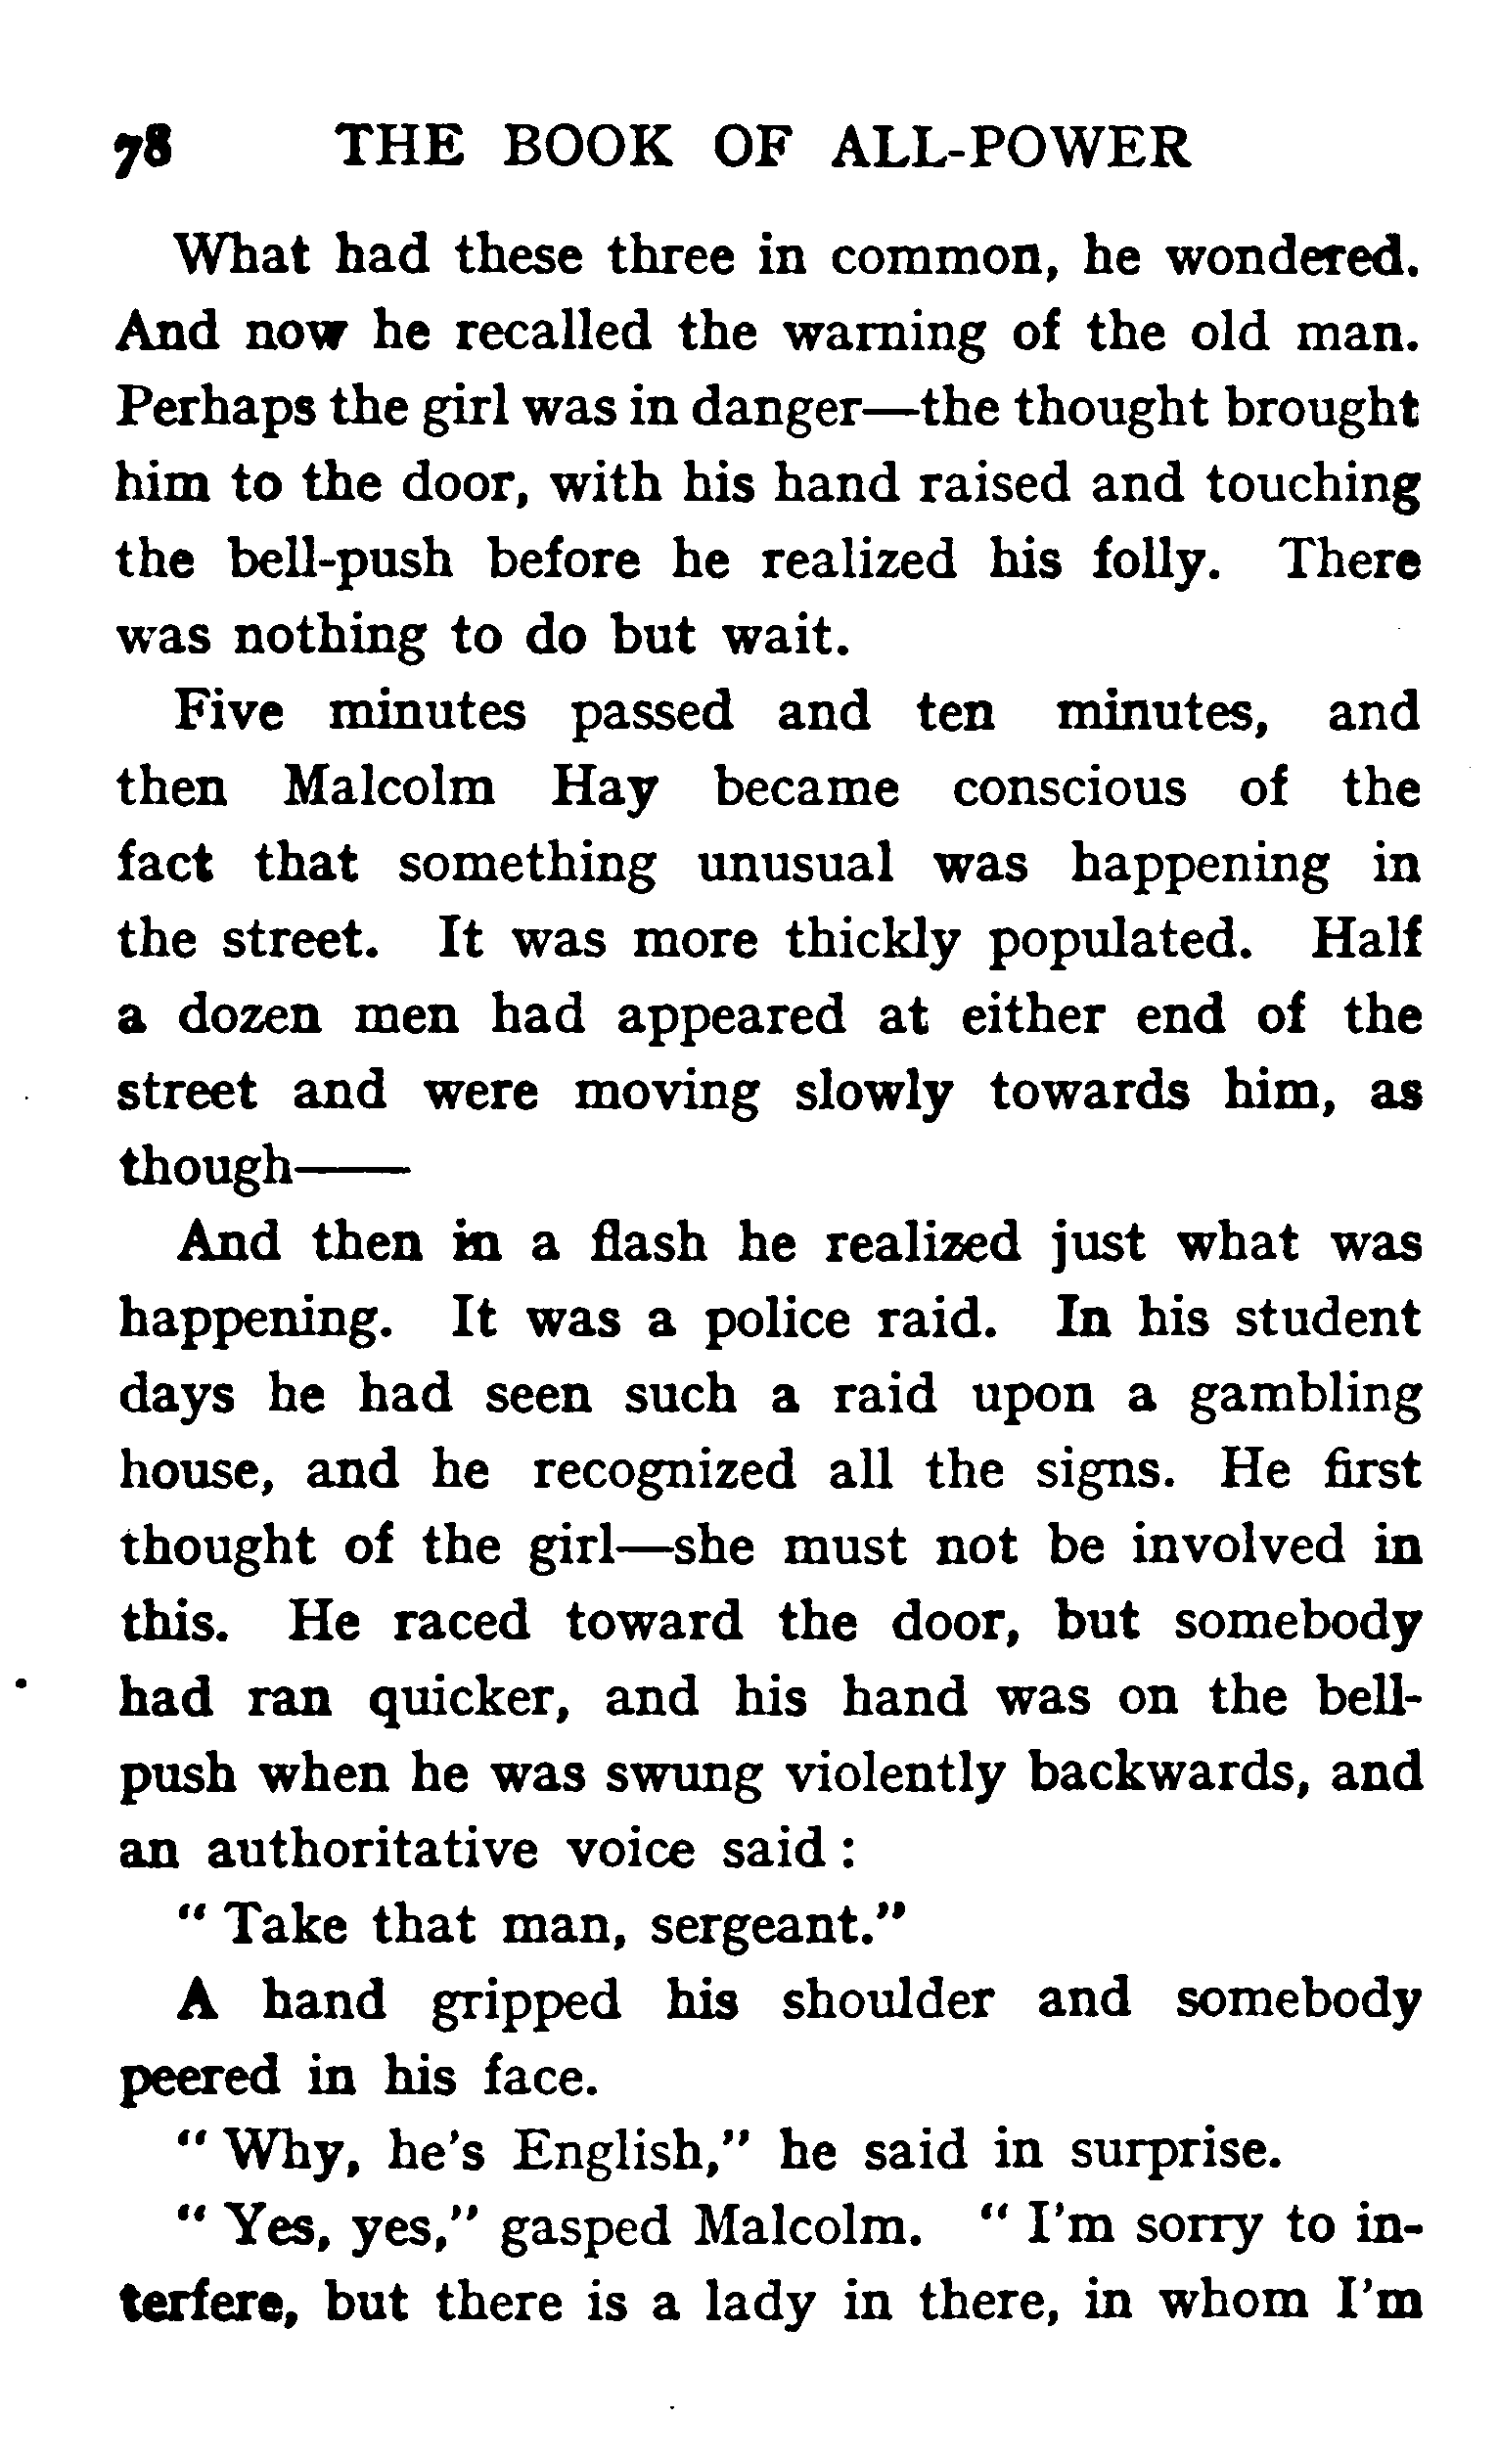 78 THE BOOK OF ALL-POWER
What had these three in common, he wondered.
And now he recalled the warning of the old man.
Perhaps the girl was in danger—the thought brought
him to the door, with his hand raised and touching
the bell-push before he realized his folly. There
was nothing to do but wait.
Five minutes passed and ten minutes, and
then Malcolm Hay became conscious of the
fact that something unusual was happening in
the street. It was more thickly populated. Half
a dozen men had appeared at either end of the
street and were moving slowly towards him, as
though——
And then in a flash he realized just what was
happening. It was a police raid. In his student
days he had seen such a raid upon a gambling
house, and he recognized all the signs. He first
thought of the girl—she must not be involved in
this. He raced toward the door, but somebody
had ran quicker, and his hand was on the bell-
push when he was swung violently backwards, and
an authoritative voice said :
" Take that man, sergeant."
A hand gripped his shoulder and somebody
peered in his face.
" Why, he's English," he said in surprise.
" Yes, yes," gasped Malcolm. " I'm sorry to in-
terfere, but there is a lady in there, in whom I'm